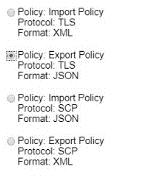 Policy: Import Policy
Protocol: TLS
Format: XML
Policy: Export Policy
Protocol: TLS
Format: JSON
Policy: Import Policy
Protocol: SCP
Format: JSON
Policy: Export Policy
Protocol: SCP
Format: XML